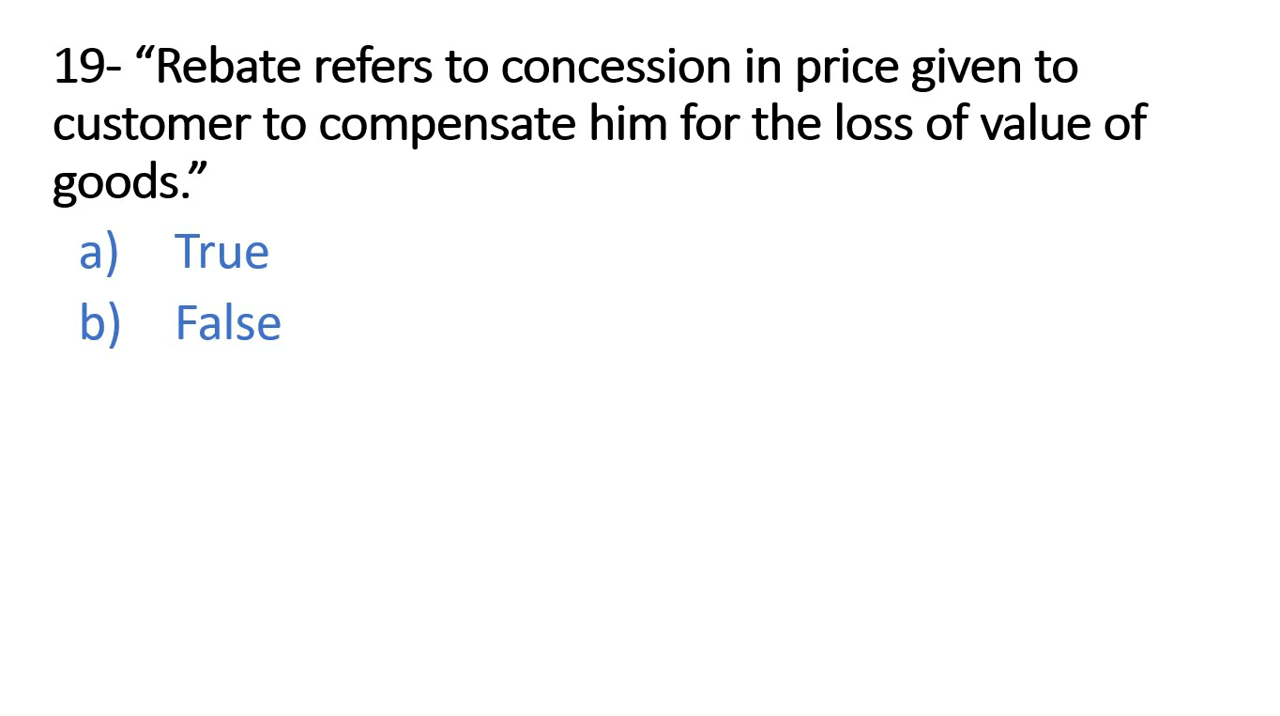 19- “Rebate refers to concession in price given to
customer to compensate him for the loss of value of
goods.”
a) True
b) False